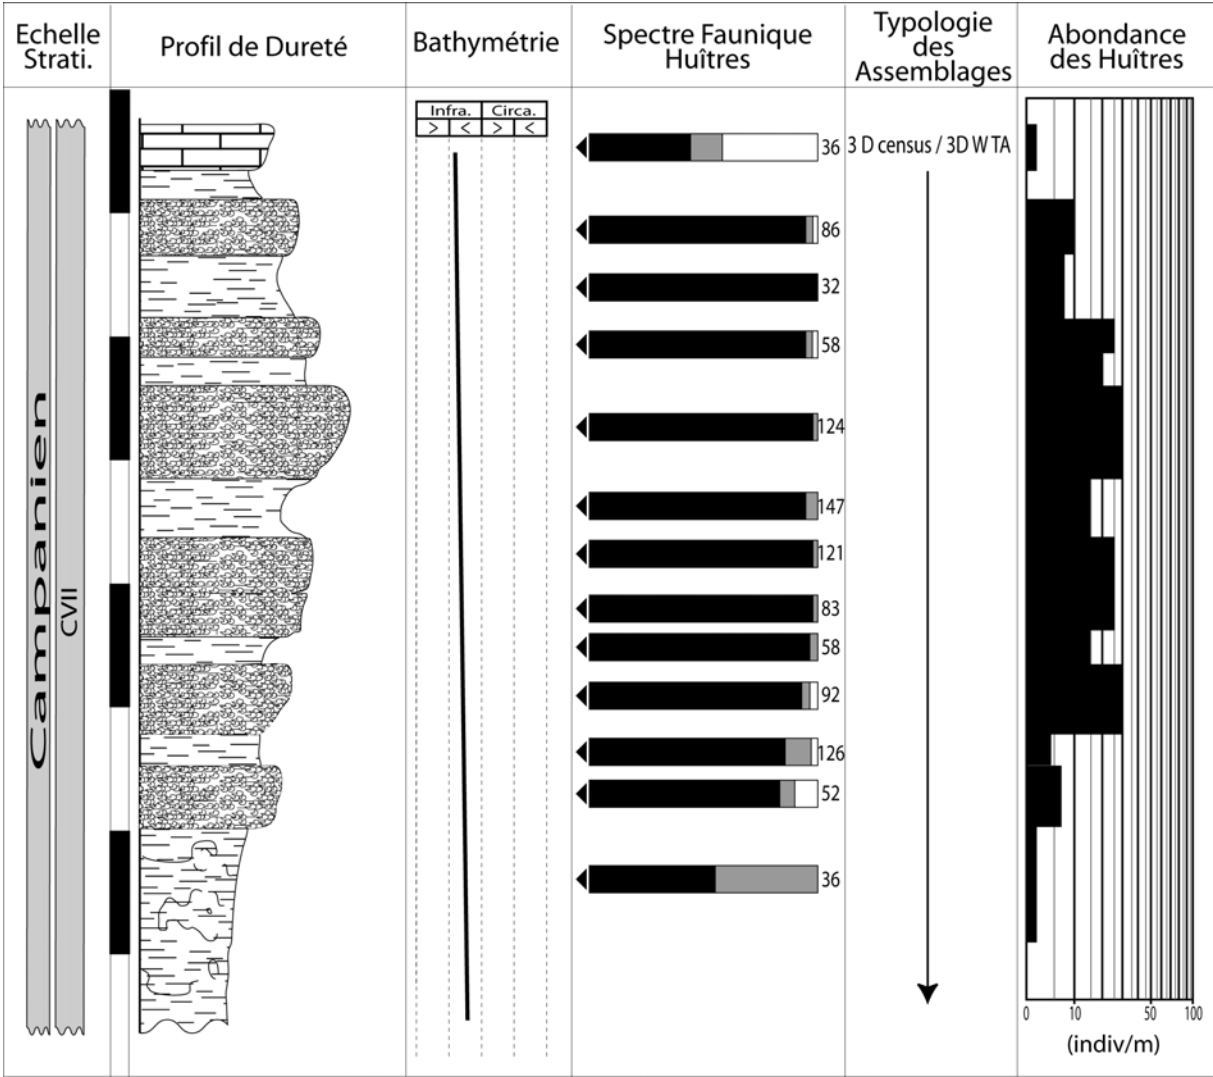 Echelle
Strati.
Profil de Dureté
Bathymétrie
Spectre Faunique
Huîtres
Typologie
des
Assemblages
Abondance
des Huîtres
Infra. Circa.
> < > <
Campanien
CVII
36
86
32
58
124
147
121
83
58
92
126
52
36
3 D census / 3D W TA
0 10 50 100
(indiv/m)